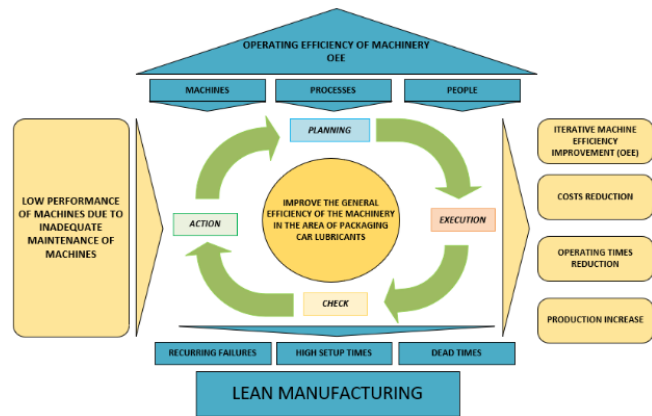 OPERATING EFFICIENCY OF MACHINERY
OEE
MACHINES
PROCESSES
PEOPLE
LOW PERFORMANCE
OF MACHINES DUE TO
INADEQUATE
MAINTENANCE OF
MACHINES
PLANNING
ACTION
IMPROVE THE GENERAL
EFFICIENCY OF THE MACHINERY
IN THE AREA OF PACKAGING
CAR LUBRICANTS
EXECUTION
CHECK
ITERATIVE MACHINE
EFFICIENCY
IMPROVEMENT (OEE)
COSTS REDUCTION
OPERATING TIMES
REDUCTION
PRODUCTION INCREASE
RECURRING FAILURES
HIGH SETUP TIMES
DEAD TIMES
LEAN MANUFACTURING